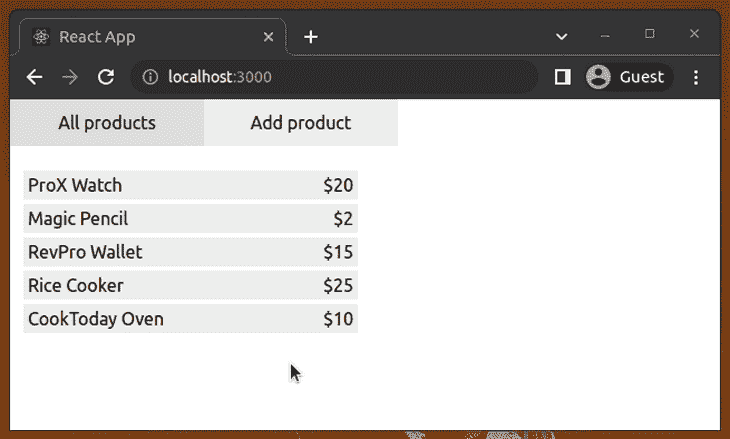 React App
localhost:3000 Guest
All products Add product
ProX Watch $20
Magic Pencil $2
RevPro Wallet $15
Rice Cooker $25
CookToday Oven $10